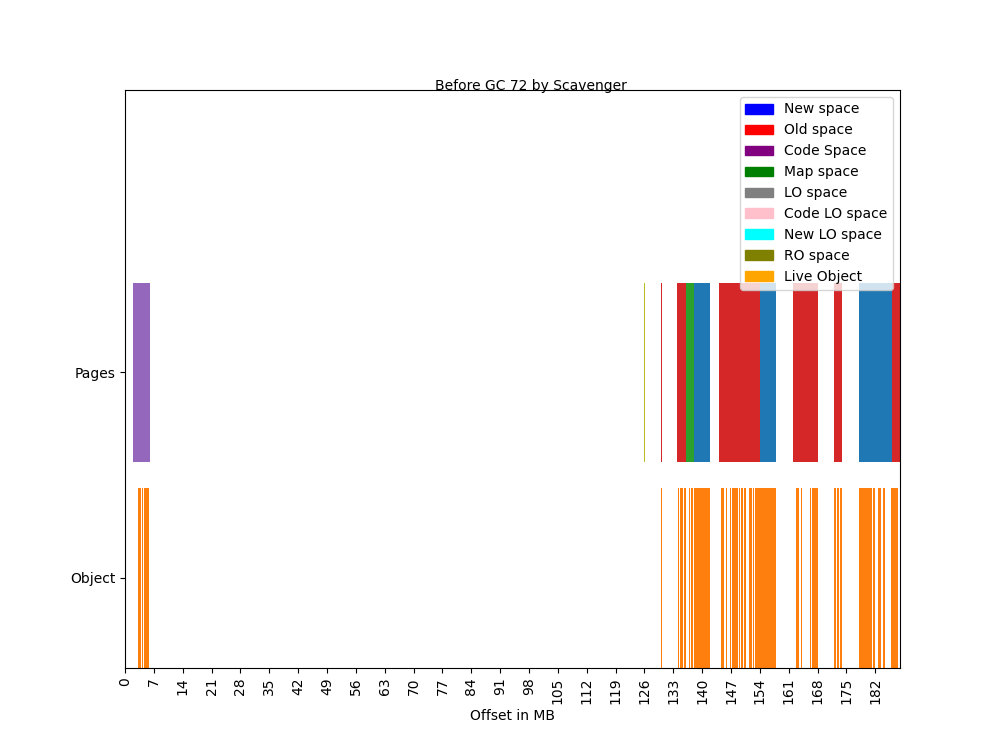 Before GC 72 by Scavenger
New space
Old space
Code Space
Map space
LO space
Code LO space
New LO space
RO space
Live Object
Pages
Object
0
7
14
21
28
35
42
49
56
63
70
77
84
91
98
105
112
119
126
133
140
147
154
161
168
175
182
Offset in MB